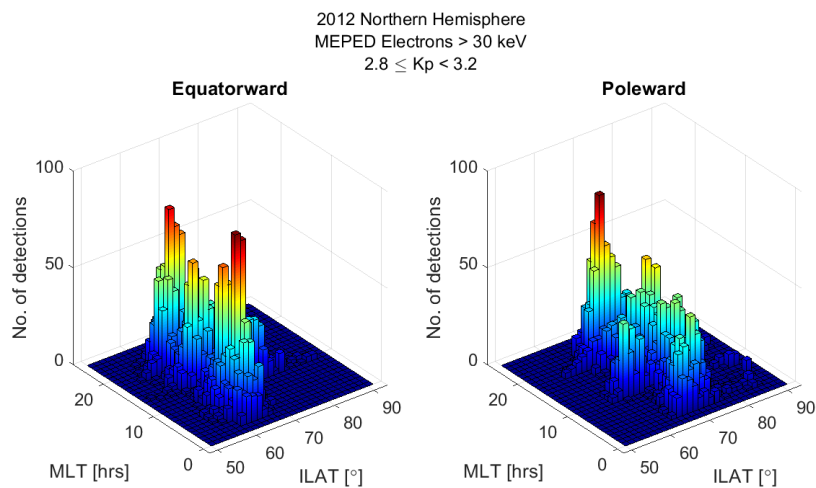 2012 Northern Hemisphere
MEPED Electrons > 30 keV
2.8 ≤ Kp < 3.2
Equatorward
Poleward
100
50
0
No. of detections
20
10
0
MLT [hrs]
50
60
70
80
90
ILAT [°]
100
50
0
No. of detections
20
10
0
MLT [hrs]
50
60
70
80
90
ILAT [°]